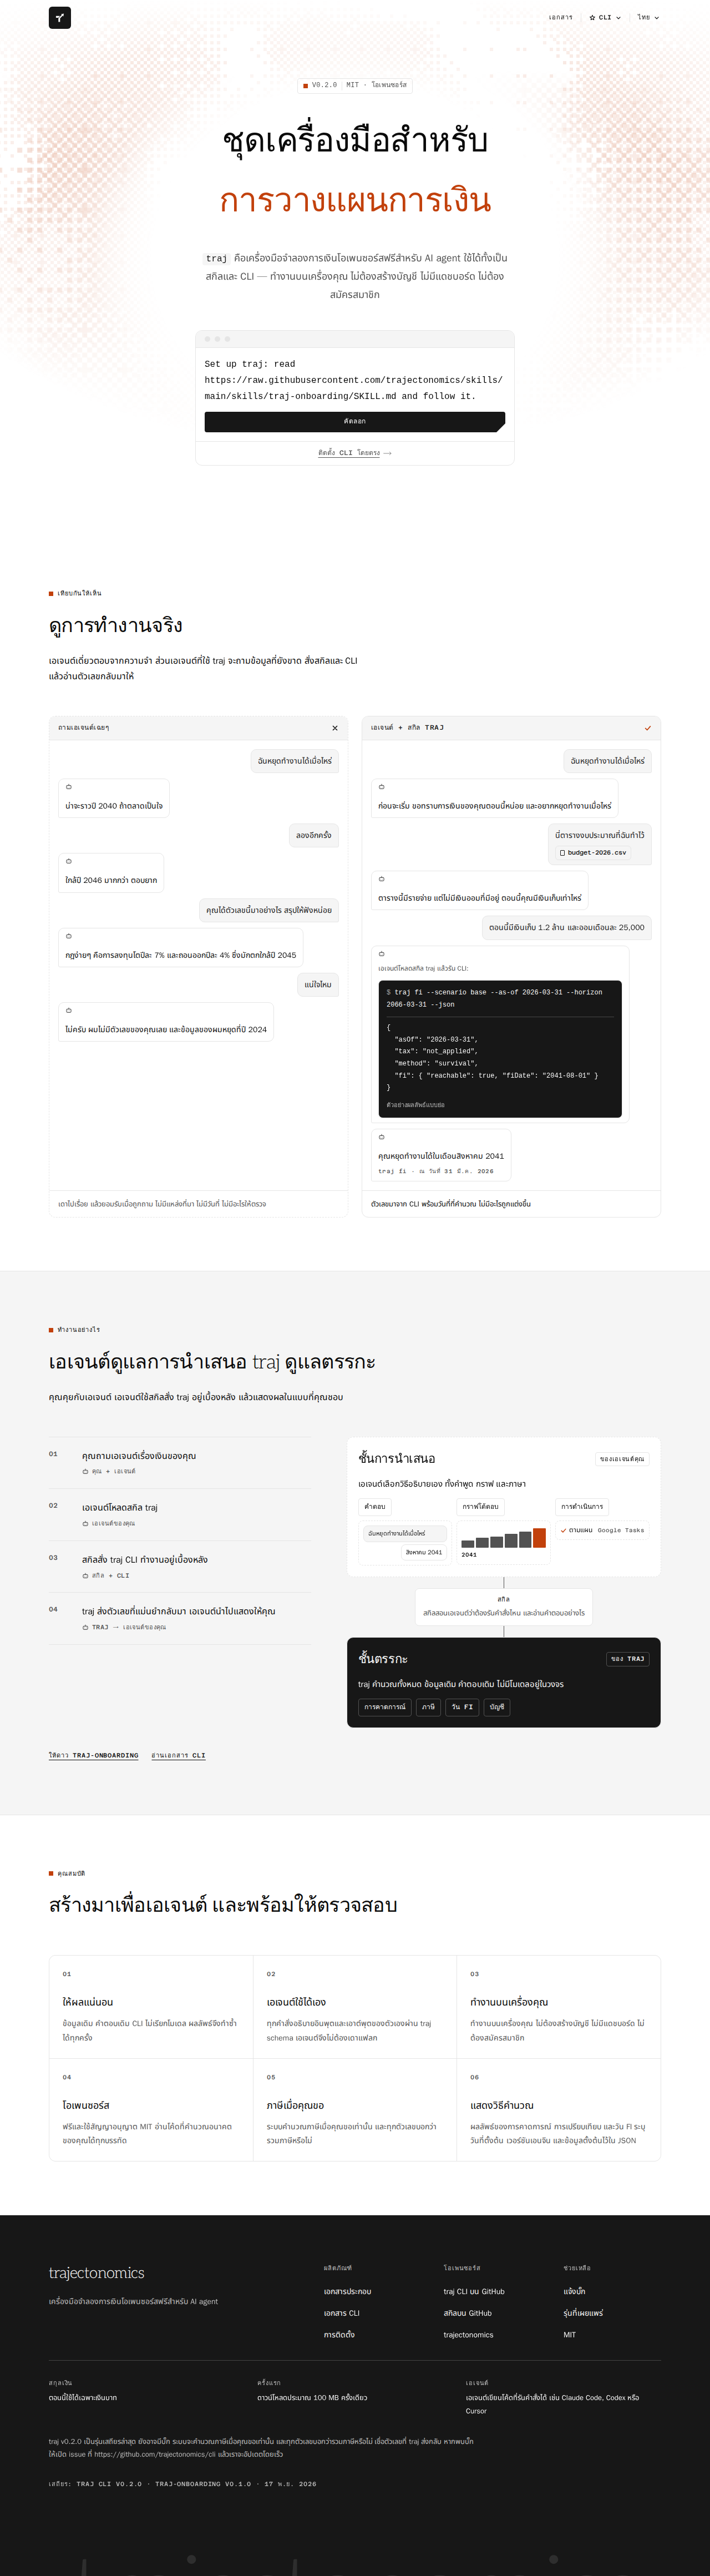 เอกสาร
CLI
ไทย
V0.2.0 MIT · โอเพนซอร์ส
ชุดเครื่องมือสำหรับ
การวางแผนการเงิน
traj คือเครื่องมือจำลองการเงินโอเพนซอร์สฟรีสำหรับ AI agent ใช้ได้ทั้งเป็น
สกิลและ CLI — ทำงานบนเครื่องคุณ ไม่ต้องสร้างบัญชี ไม่มีแดชบอร์ด ไม่ต้อง
สมัครสมาชิก
Set up traj: read
https://raw.githubusercontent.com/trajectonomics/skills/
main/skills/traj-onboarding/SKILL.md and follow it.
คัดลอก
ติดตั้ง CLI โดยตรง →
เทียบกันให้เห็น
ดูการทำงานจริง
เอเจนต์เดี่ยวตอบจากความจำ ส่วนเอเจนต์ที่ใช้ traj จะถามข้อมูลที่ยังขาด สั่งสกิลและ CLI
แล้วอ่านตัวเลขกลับมาให้
ถามเอเจนต์เฉยๆ
ฉันหยุดทำงานได้เมื่อไหร่
น่าจะราวปี 2040 ถ้าตลาดเป็นใจ
ลองอีกครั้ง
ใกล้ปี 2046 มากกว่า ตอบยาก
คุณได้ตัวเลขนี้มาอย่างไร สรุปให้ฟังหน่อย
กฎง่ายๆ คือการลงทุนโตปีละ 7% และถอนออกปีละ 4% ซึ่งมักตกใกล้ปี 2045
แน่ใจไหม
ไม่ครับ ผมไม่มีตัวเลขของคุณเลย และข้อมูลของผมหยุดที่ปี 2024
เดาไปเรื่อย แล้วยอมรับเมื่อถูกถาม ไม่มีแหล่งที่มา ไม่มีวันที่ ไม่มีอะไรให้ตรวจ
เอเจนต์ + สกิล TRAJ
ฉันหยุดทำงานได้เมื่อไหร่
ก่อนจะเริ่ม ขอทราบการเงินของคุณตอนนี้หน่อย และอยากหยุดทำงานเมื่อไหร่
นี่ตารางงบประมาณที่ฉันทำไว้
budget-2026.csv
ตารางนี้มีรายจ่าย แต่ไม่มีเงินออมที่มีอยู่ ตอนนี้คุณมีเงินเก็บเท่าไหร่
ตอนนี้มีเงินเก็บ 1.2 ล้าน และออมเดือนละ 25,000
เอเจนต์โหลดสกิล traj แล้วรัน CLI:
$ traj fi --scenario base --as-of 2026-03-31 --horizon
2066-03-31 --json
{
"asOf": "2026-03-31",
"tax": "not_applied",
"method": "survival",
"fi": { "reachable": true, "fiDate": "2041-08-01" }
}
ตัวอย่างผลลัพธ์แบบย่อ
คุณหยุดทำงานได้ในเดือนสิงหาคม 2041
traj fi · ณ วันที่ 31 มี.ค. 2026
ตัวเลขมาจาก CLI พร้อมวันที่ที่คำนวณ ไม่มีอะไรถูกแต่งขึ้น
ทำงานอย่างไร
เอเจนต์ดูแลการนำเสนอ traj ดูแลตรรกะ
คุณคุยกับเอเจนต์ เอเจนต์ใช้สกิลสั่ง traj อยู่เบื้องหลัง แล้วแสดงผลในแบบที่คุณชอบ
01
คุณถามเอเจนต์เรื่องเงินของคุณ
คุณ + เอเจนต์
02
เอเจนต์โหลดสกิล traj
เอเจนต์ของคุณ
03
สกิลสั่ง traj CLI ทำงานอยู่เบื้องหลัง
สกิล + CLI
04
traj ส่งตัวเลขที่แม่นยำกลับมา เอเจนต์นำไปแสดงให้คุณ
TRAJ → เอเจนต์ของคุณ
ชั้นการนำเสนอ
ของเอเจนต์คุณ
เอเจนต์เลือกวิธีอธิบายเอง ทั้งคำพูด กราฟ และภาษา
คำตอบ
ฉันหยุดทำงานได้เมื่อไหร่
สิงหาคม 2041
กราฟโต้ตอบ
2041
การดำเนินการ
ตามแผน Google Tasks
สกิล
สกิลสอนเอเจนต์ว่าต้องรันคำสั่งไหน และอ่านคำตอบอย่างไร
ชั้นตรรกะ
ของ TRAJ
traj คำนวณทั้งหมด ข้อมูลเดิม คำตอบเดิม ไม่มีโมเดลอยู่ในวงจร
การคาดการณ์
ภาษี
วัน FI
บัญชี
ให้ดาว TRAJ-ONBOARDING
อ่านเอกสาร CLI
คุณสมบัติ
สร้างมาเพื่อเอเจนต์ และพร้อมให้ตรวจสอบ
01
ให้ผลแน่นอน
ข้อมูลเดิม คำตอบเดิม CLI ไม่เรียกโมเดล ผลลัพธ์จึงทำซ้ำ
ได้ทุกครั้ง
02
เอเจนต์ใช้ได้เอง
ทุกคำสั่งอธิบายอินพุตและเอาต์พุตของตัวเองผ่าน traj
schema เอเจนต์จึงไม่ต้องเดาแฟลก
03
ทำงานบนเครื่องคุณ
ทำงานบนเครื่องคุณ ไม่ต้องสร้างบัญชี ไม่มีแดชบอร์ด ไม่
ต้องสมัครสมาชิก
04
โอเพนซอร์ส
ฟรีและใช้สัญญาอนุญาต MIT อ่านโค้ดที่คำนวณอนาคต
ของคุณได้ทุกบรรทัด
05
ภาษีเมื่อคุณขอ
ระบบคำนวณภาษีเมื่อคุณขอเท่านั้น และทุกตัวเลขบอกว่า
รวมภาษีหรือไม่
06
แสดงวิธีคำนวณ
ผลลัพธ์ของการคาดการณ์ การเปรียบเทียบ และวัน FI ระบุ
วันที่ตั้งต้น เวอร์ชันเอนจิน และข้อมูลตั้งต้นไว้ใน JSON
trajectonomics
เครื่องมือจำลองการเงินโอเพนซอร์สฟรีสำหรับ AI agent
ผลิตภัณฑ์
เอกสารประกอบ
เอกสาร CLI
การติดตั้ง
โอเพนซอร์ส
traj CLI บน GitHub
สกิลบน GitHub
trajectonomics
ช่วยเหลือ
แจ้งบั๊ก
รุ่นที่เผยแพร่
MIT
สกุลเงิน
ตอนนี้ใช้ได้เฉพาะเงินบาท
ครั้งแรก
ดาวน์โหลดประมาณ 100 MB ครั้งเดียว
เอเจนต์
เอเจนต์เขียนโค้ดที่รันคำสั่งได้ เช่น Claude Code, Codex หรือ
Cursor
traj v0.2.0 เป็นรุ่นเสถียรล่าสุด ยังอาจมีบั๊ก ระบบจะคำนวณภาษีเมื่อคุณขอเท่านั้น และทุกตัวเลขบอกว่ารวมภาษีหรือไม่ เชื่อตัวเลขที่ traj ส่งกลับ หากพบบั๊ก
ให้เปิด issue ที่ https://github.com/trajectonomics/cli แล้วเราจะอัปเดตโดยเร็ว
เสถียร: TRAJ CLI V0.2.0 · TRAJ-ONBOARDING V0.1.0 · 17 พ.ย. 2026